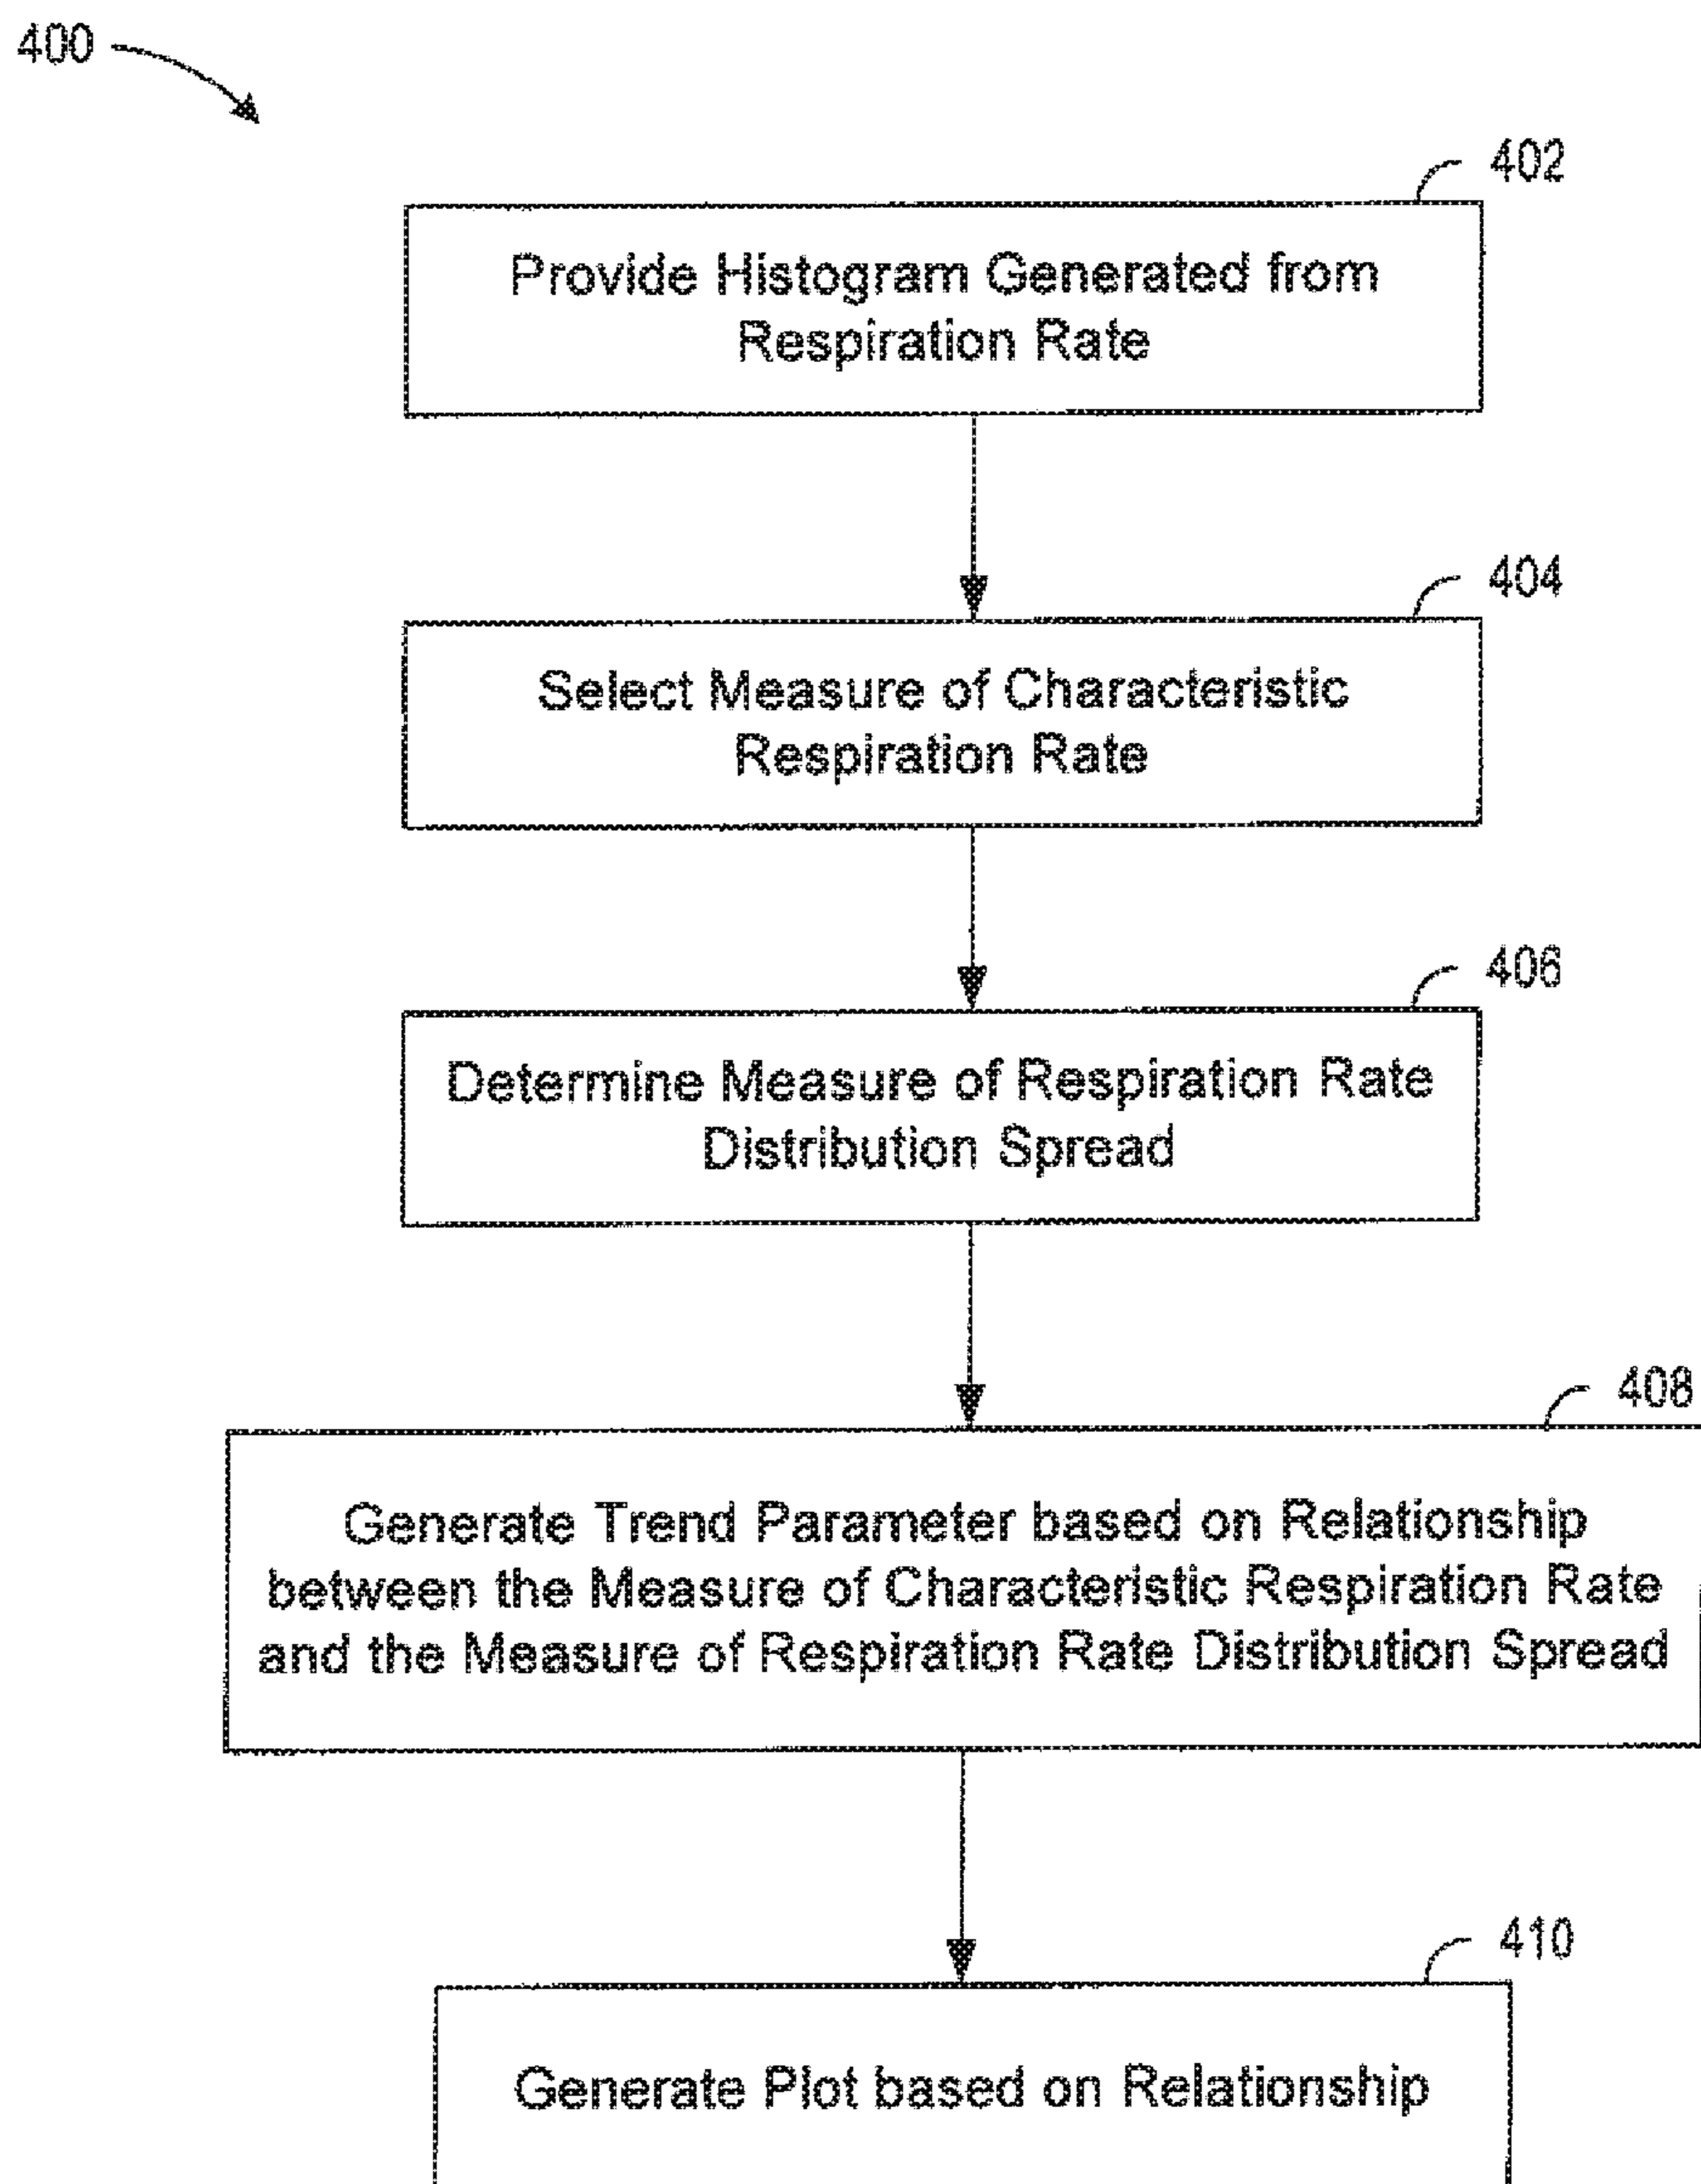 400
402
Provide Histogram Generated from
Respiration Rate
404
Select Measure of Characteristic
Respiration Rate
406
Determine Measure of Respiration Rate
Distribution Spread
408
Generate Trend Parameter based on Relationship
between the Measure of Characteristic Respiration Rate
and the Measure of Respiration Rate Distribution Spread
410
Generate Plot based on Relationship